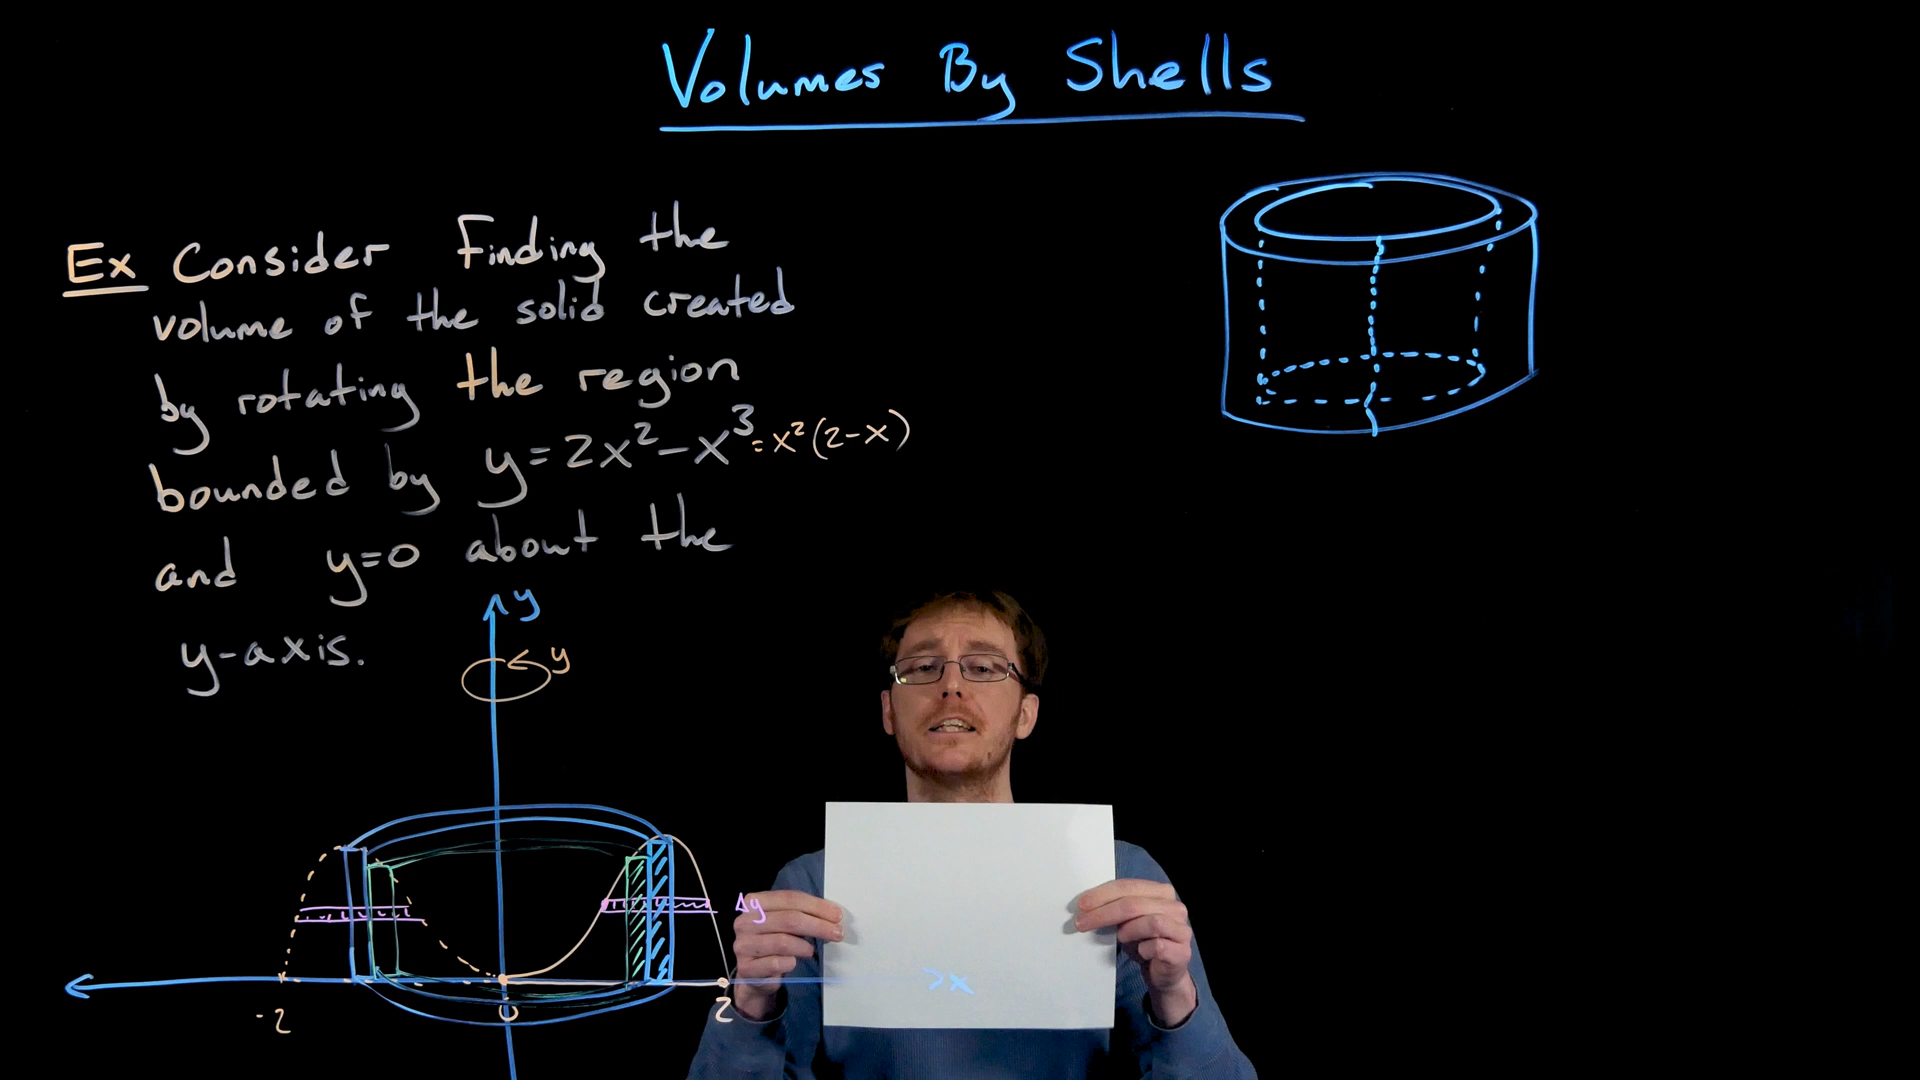 Volumes By Shells
Ex Consider finding the
volume of the solid created
by rotating the region
bounded by y=2x²-x³=x²(2-x)
and y=0 about the
y-axis.
y
y
Δy
>x
-2
0
2